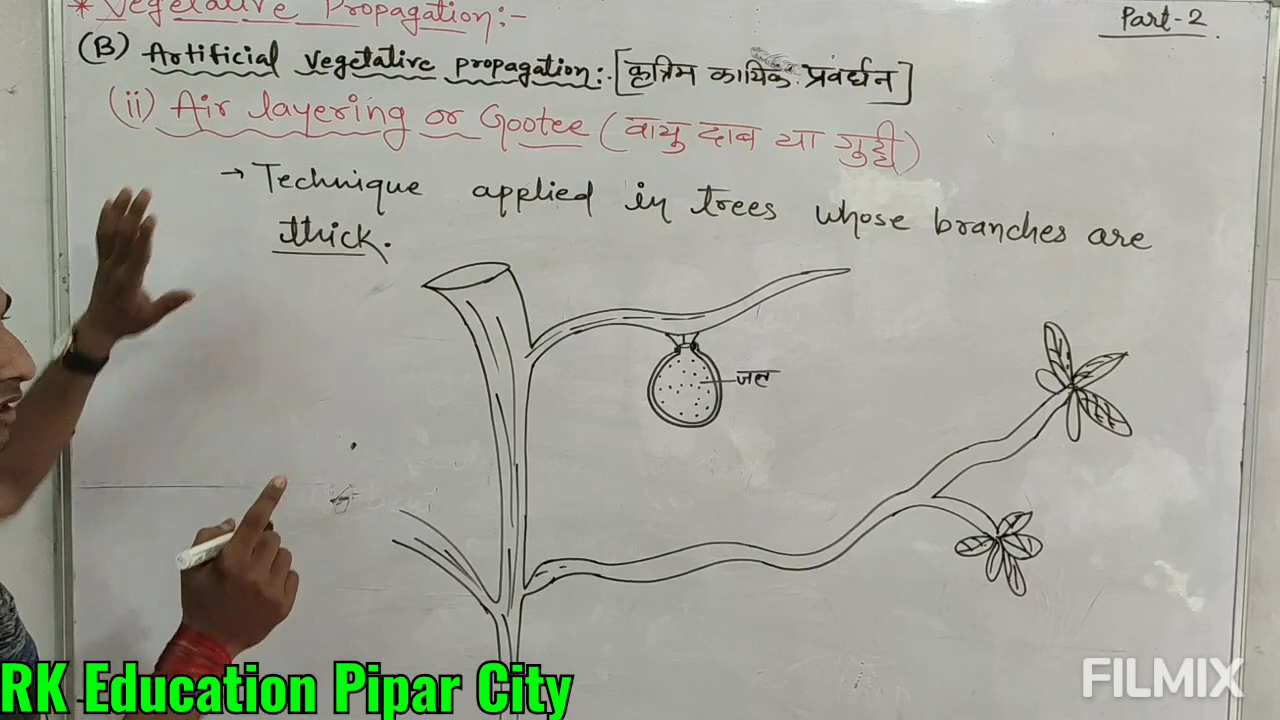 * Vegetative Propagation:-
Part-2
(B) Artificial vegetative propagation:. [कृत्रिम कायिक प्रवर्धन]
(ii) Air layering or Gootee (वायु दाब या गुट्टी)
→ Technique applied in trees whose branches are
thick.
जल
RK Education Pipar City
FILMIX